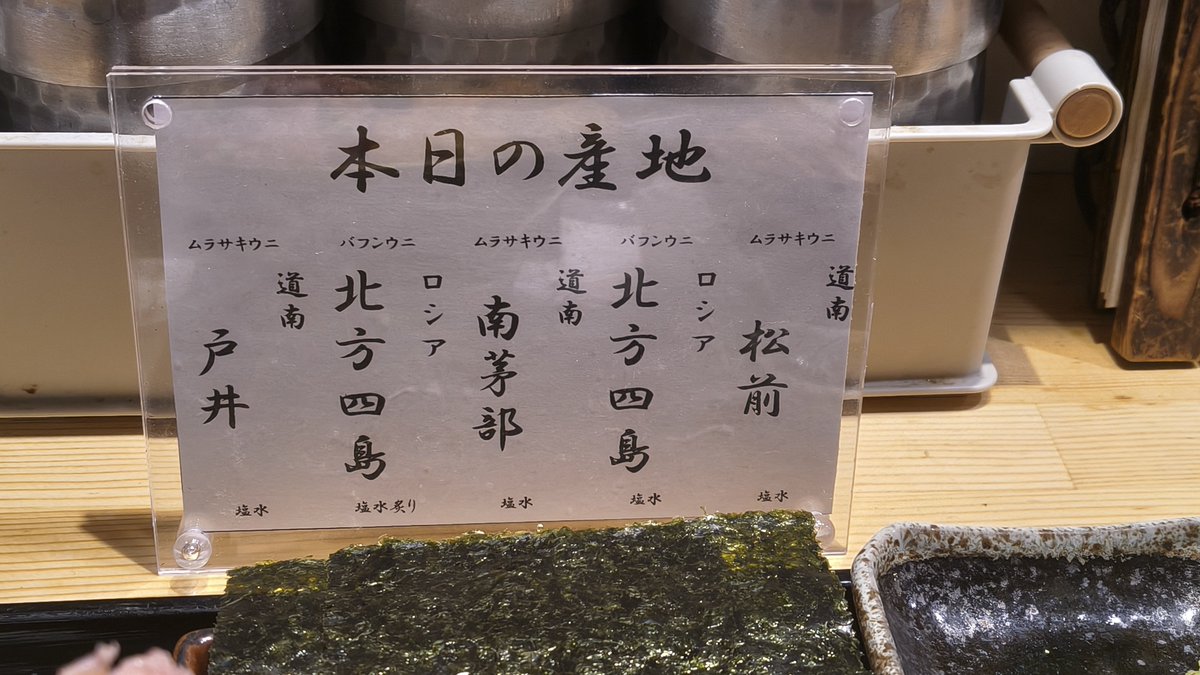 本日の産地
ムラサキウニ
道南
松前
塩水
バフンウニ
ロシア
北方四島
塩水
ムラサキウニ
道南
南茅部
塩水
バフンウニ
ロシア
北方四島
塩水炙り
ムラサキウニ
道南
戸井
塩水